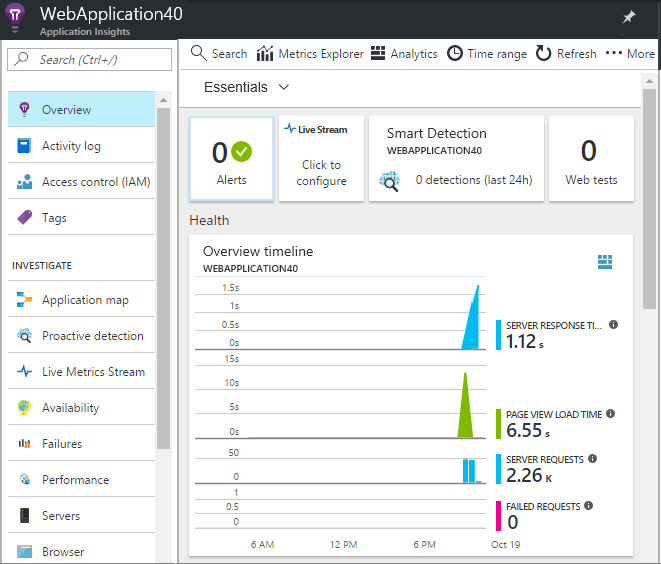 WebApplication40
Application Insights
Search (Ctrl+/)
Overview
Activity log
Access control (IAM)
Tags
INVESTIGATE
Application map
Proactive detection
Live Metrics Stream
Availability
Failures
Performance
Servers
Browser
Search
Metrics Explorer
Analytics
Time range
Refresh
More
Essentials
0
Alerts
Live Stream
Click to
configure
Smart Detection
WEBAPPLICATION40
0 detections (last 24h)
0
Web tests
Health
Overview timeline
WEBAPPLICATION40
1.5s
1s
0.5s
0s
SERVER RESPONSE TI...
1.12 s
15s
10s
5s
0s
PAGE VIEW LOAD TIME
6.55 s
50
0
SERVER REQUESTS
2.26 K
1
0.5
0
FAILED REQUESTS
0
6 AM 12 PM 6 PM Oct 19